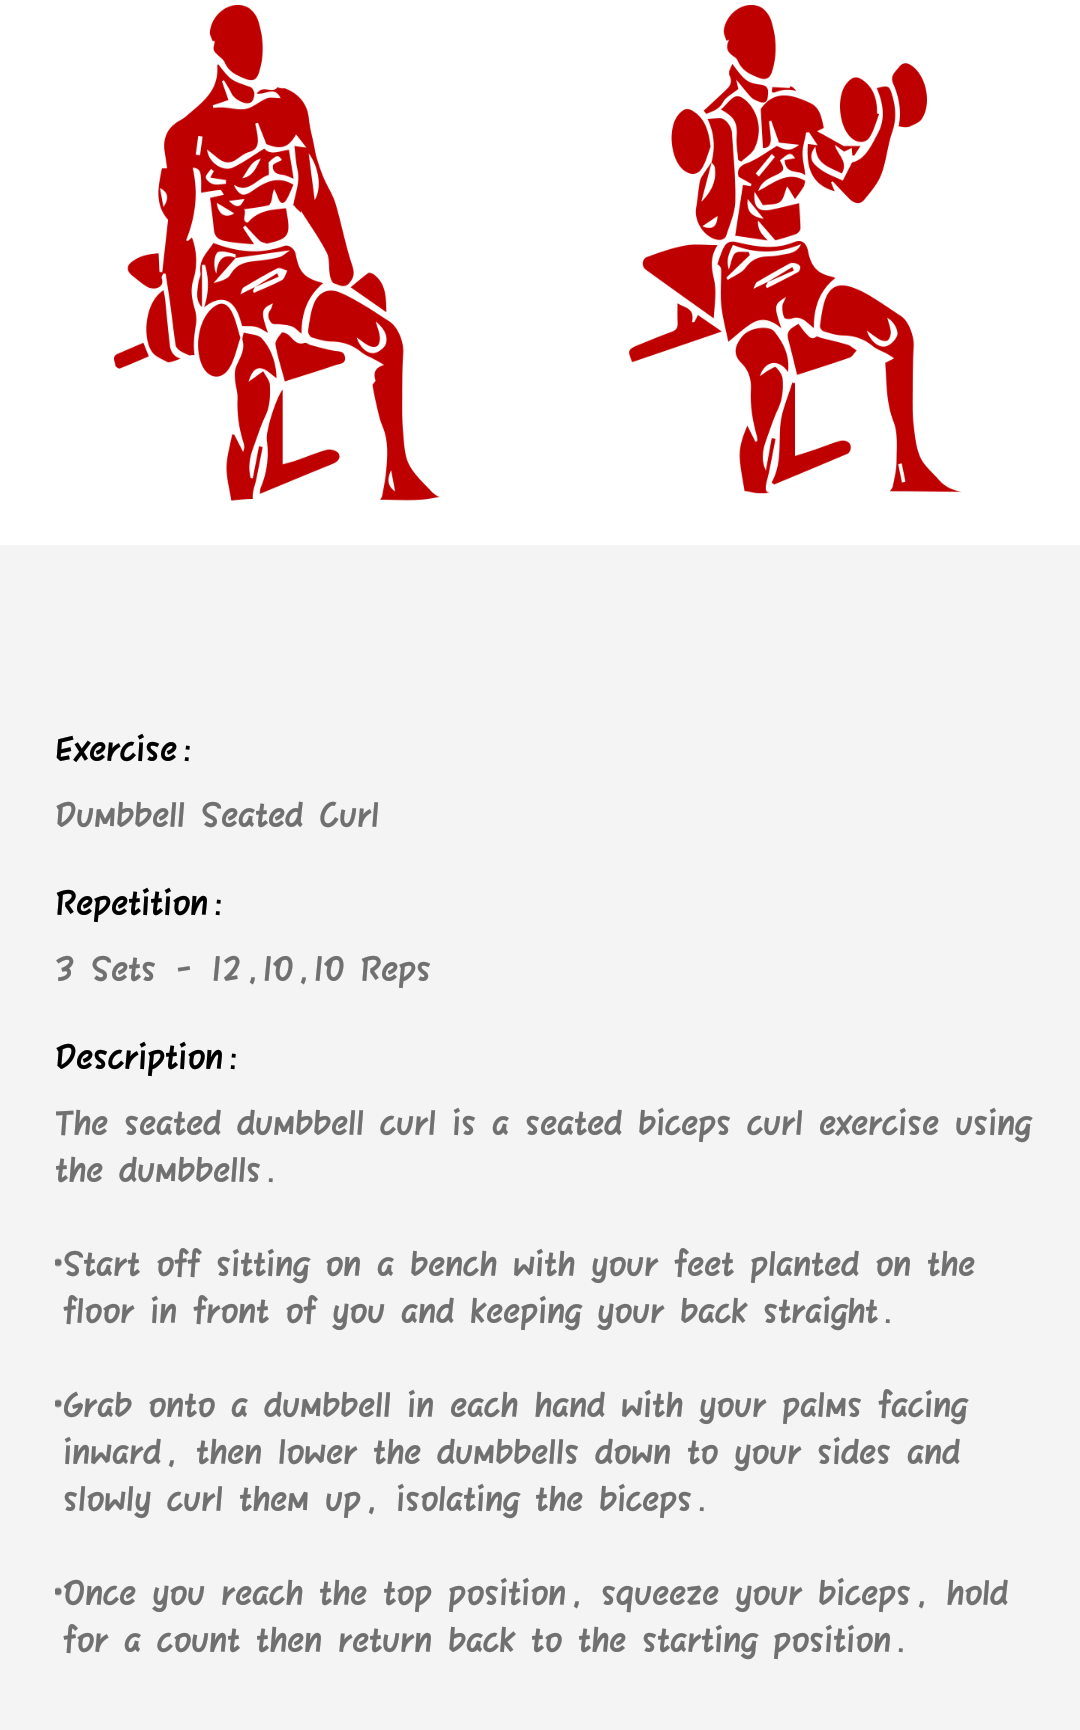 Exercise:
Dumbbell Seated Curl
Repetition:
3 Sets - 12,10,10 Reps
Description:
The seated dumbbell curl is a seated biceps curl exercise using
the dumbbells.
•Start off sitting on a bench with your feet planted on the
floor in front of you and keeping your back straight.
•Grab onto a dumbbell in each hand with your palms facing
inward, then lower the dumbbells down to your sides and
slowly curl them up, isolating the biceps.
•Once you reach the top position, squeeze your biceps, hold
for a count then return back to the starting position.